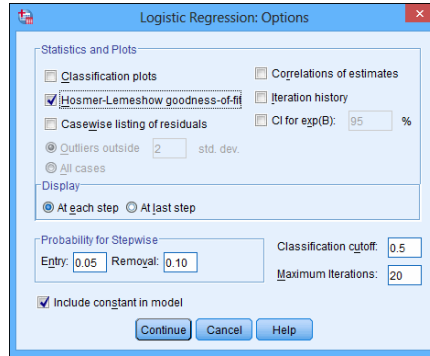 Logistic Regression: Options
Statistics and Plots
Classification plots
Correlations of estimates
Hosmer-Lemeshow goodness-of-fit
Iteration history
Casewise listing of residuals
CI for exp(B): 95 %
Outliers outside 2 std. dev.
All cases
Display
At each step At last step
Probability for Stepwise
Entry: 0.05 Removal: 0.10
Classification cutoff: 0.5
Maximum Iterations: 20
Include constant in model
Continue Cancel Help